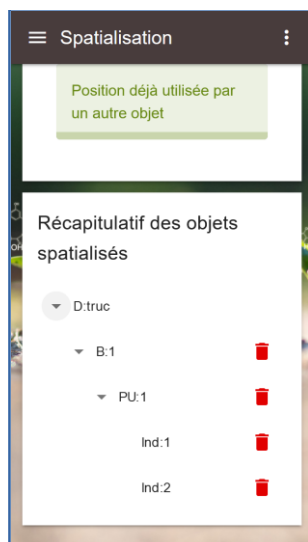 Spatialisation
Position déjà utilisée par
un autre objet
Récapitulatif des objets
spatialisés
D:truc
B:1
PU:1
Ind:1
Ind:2